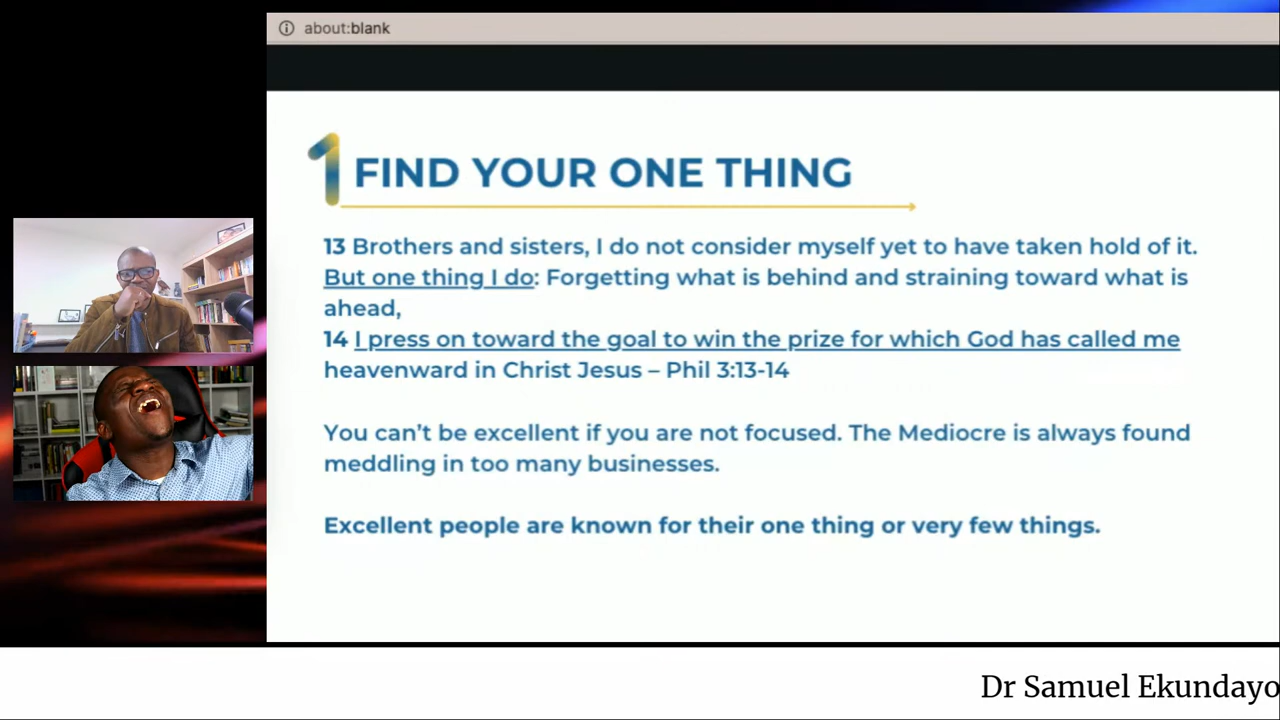 about:blank
1 FIND YOUR ONE THING
13 Brothers and sisters, I do not consider myself yet to have taken hold of it.
But one thing I do: Forgetting what is behind and straining toward what is
ahead,
14 I press on toward the goal to win the prize for which God has called me
heavenward in Christ Jesus – Phil 3:13-14
You can’t be excellent if you are not focused. The Mediocre is always found
meddling in too many businesses.
Excellent people are known for their one thing or very few things.
Dr Samuel Ekundayo